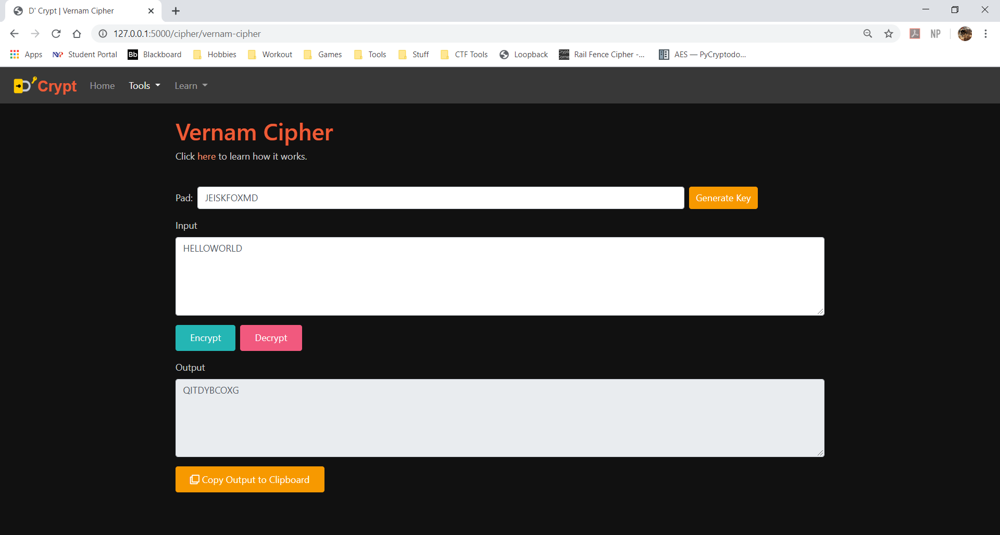 D' Crypt | Vernam Cipher
127.0.0.1:5000/cipher/vernam-cipher
NP
Apps NYP Student Portal Bb Blackboard Hobbies Workout Games Tools Stuff CTF Tools Loopback Crypto Corner Rail Fence Cipher -... AES — PyCryptodo...
D'Crypt Home Tools Learn
Vernam Cipher
Click here to learn how it works.
Pad: JEISKFOXMD Generate Key
Input
HELLOWORLD
Encrypt Decrypt
Output
QITDYBCOXG
Copy Output to Clipboard